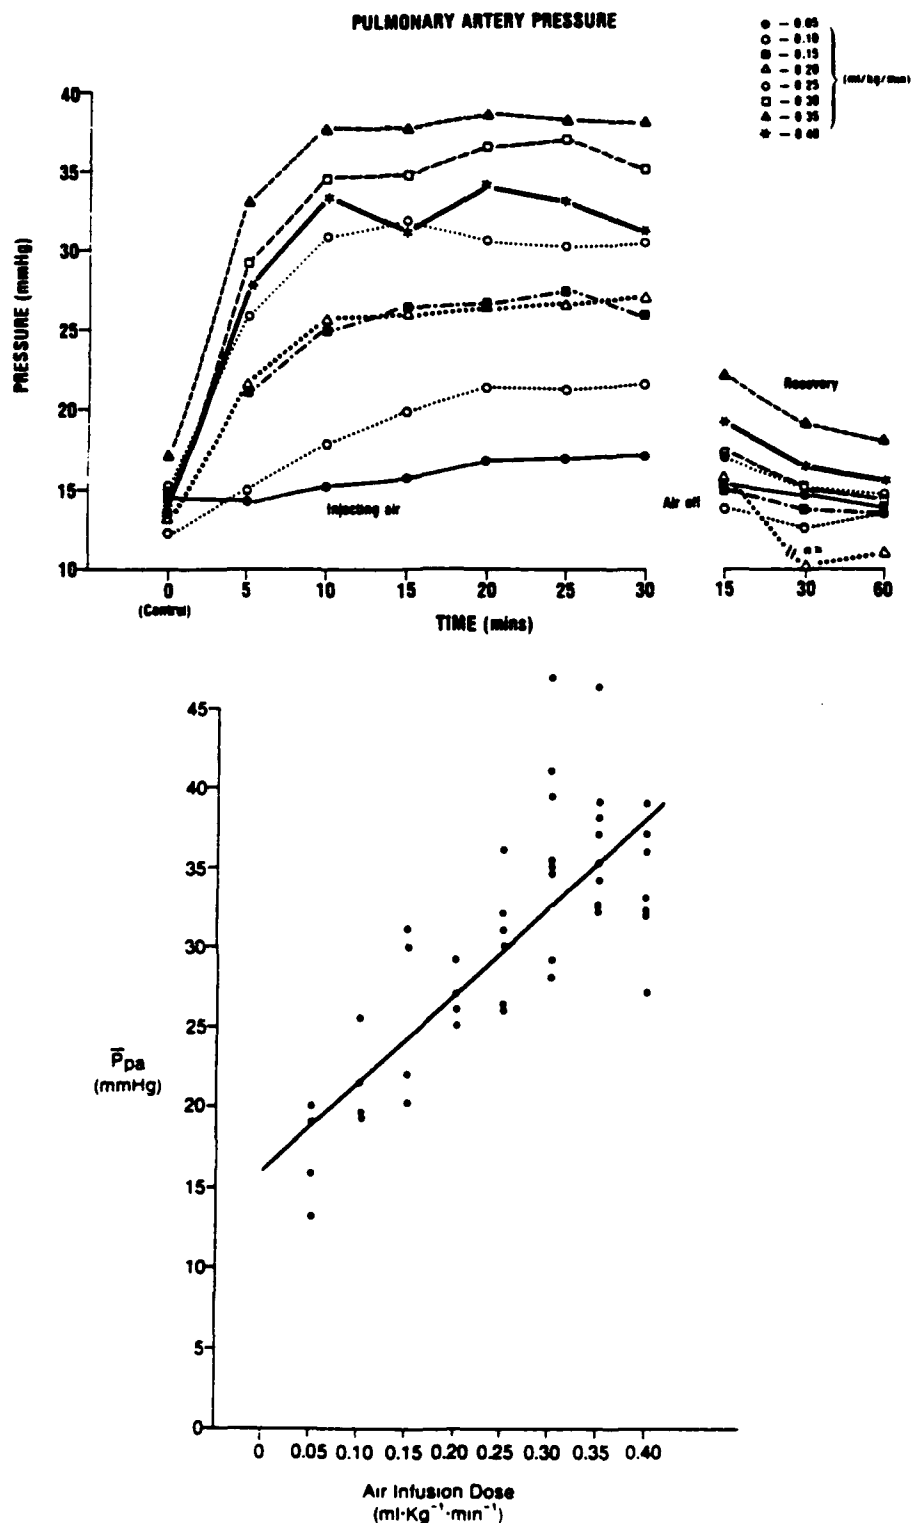 PULMONARY ARTERY PRESSURE
● – 0.05
○ – 0.10
■ – 0.15
△ – 0.20
○ – 0.25
□ – 0.30
▲ – 0.35
* – 0.40
(ml/kg/min)
PRESSURE (mmHg)
40
35
30
25
20
15
10
Injecting air
Air off
Recovery
**
0
5
10
15
20
25
30
15
30
60
(Control)
TIME (mins)
45
40
35
30
25
20
15
10
5
0
P̅pa
(mmHg)
0
0.05
0.10
0.15
0.20
0.25
0.30
0.35
0.40
Air Infusion Dose
(ml·Kg⁻¹·min⁻¹)